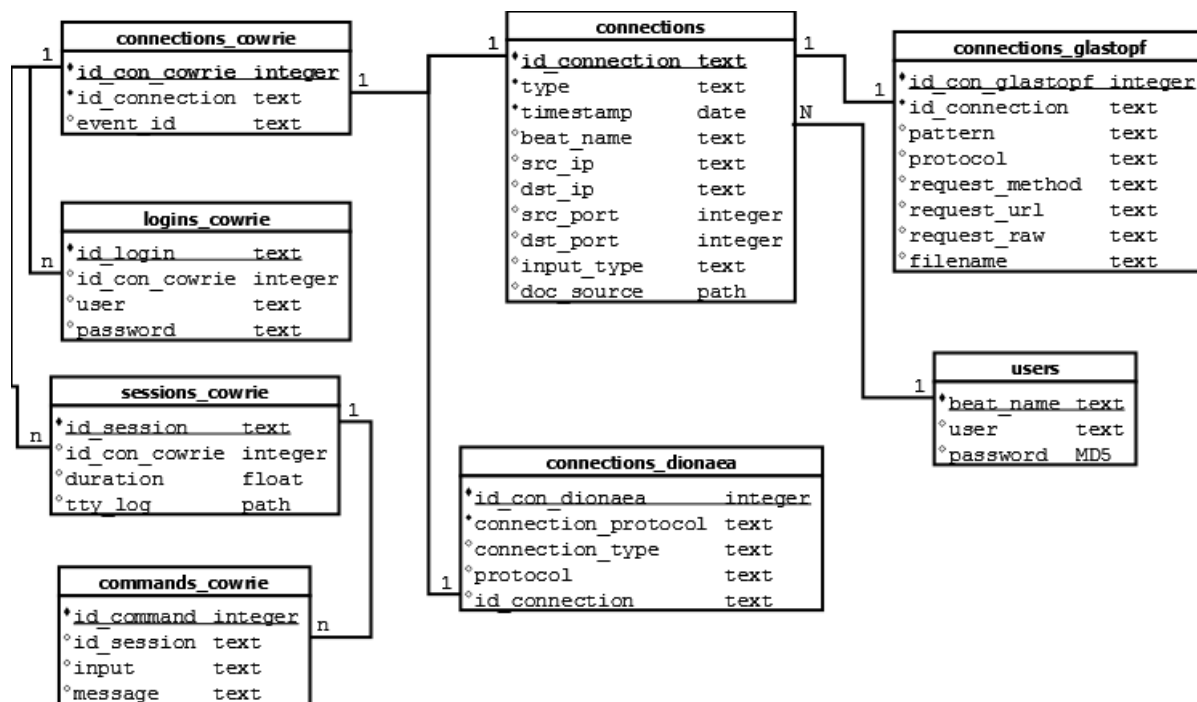 connections_cowrie
id_con_cowrie integer
id_connection text
event_id text
logins_cowrie
id_login text
id_con_cowrie integer
user text
password text
sessions_cowrie
id_session text
id_con_cowrie integer
duration float
tty_log path
commands_cowrie
id_command integer
id_session text
input text
message text
connections
id_connection text
type text
timestamp date
beat_name text
src_ip text
dst_ip text
src_port integer
dst_port integer
input_type text
doc_source path
connections_dionaea
id_con_dionaea integer
connection_protocol text
connection_type text
protocol text
id_connection text
connections_glastopf
id_con_glastopf integer
id_connection text
pattern text
protocol text
request_method text
request_url text
request_raw text
filename text
users
beat_name text
user text
password MD5
1
1
1
1
1
N
n
n
1
n
1
1